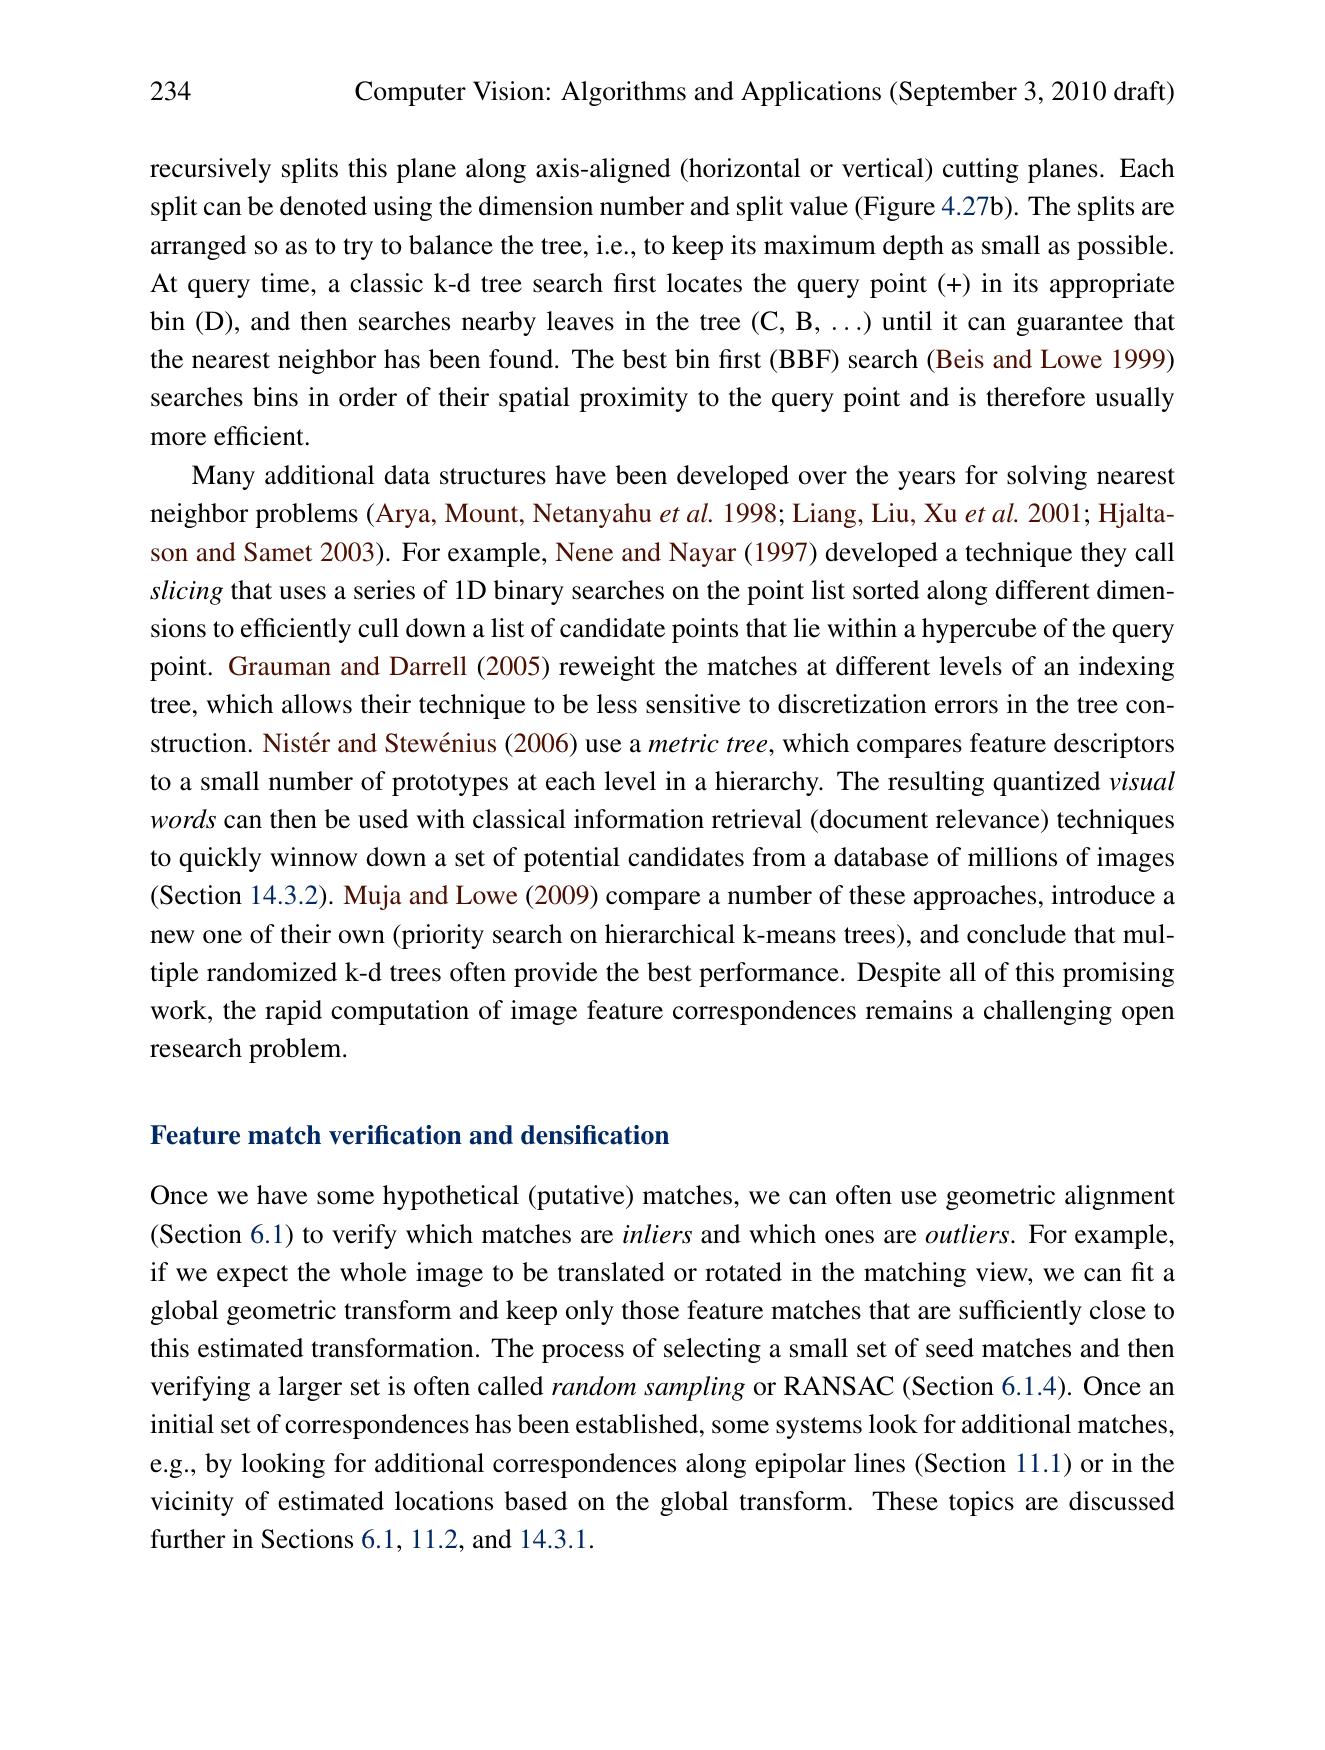 234 Computer Vision: Algorithms and Applications (September 3, 2010 draft)
recursively splits this plane along axis-aligned (horizontal or vertical) cutting planes. Each
split can be denoted using the dimension number and split value (Figure 4.27b). The splits are
arranged so as to try to balance the tree, i.e., to keep its maximum depth as small as possible.
At query time, a classic k-d tree search first locates the query point (+) in its appropriate
bin (D), and then searches nearby leaves in the tree (C, B, ...) until it can guarantee that
the nearest neighbor has been found. The best bin first (BBF) search (Beis and Lowe 1999)
searches bins in order of their spatial proximity to the query point and is therefore usually
more efficient.
Many additional data structures have been developed over the years for solving nearest
neighbor problems (Arya, Mount, Netanyahu et al. 1998; Liang, Liu, Xu et al. 2001; Hjalta-
son and Samet 2003). For example, Nene and Nayar (1997) developed a technique they call
slicing that uses a series of 1D binary searches on the point list sorted along different dimen-
sions to efficiently cull down a list of candidate points that lie within a hypercube of the query
point. Grauman and Darrell (2005) reweight the matches at different levels of an indexing
tree, which allows their technique to be less sensitive to discretization errors in the tree con-
struction. Nistér and Stewénius (2006) use a metric tree, which compares feature descriptors
to a small number of prototypes at each level in a hierarchy. The resulting quantized visual
words can then be used with classical information retrieval (document relevance) techniques
to quickly winnow down a set of potential candidates from a database of millions of images
(Section 14.3.2). Muja and Lowe (2009) compare a number of these approaches, introduce a
new one of their own (priority search on hierarchical k-means trees), and conclude that mul-
tiple randomized k-d trees often provide the best performance. Despite all of this promising
work, the rapid computation of image feature correspondences remains a challenging open
research problem.
Feature match verification and densification
Once we have some hypothetical (putative) matches, we can often use geometric alignment
(Section 6.1) to verify which matches are inliers and which ones are outliers. For example,
if we expect the whole image to be translated or rotated in the matching view, we can fit a
global geometric transform and keep only those feature matches that are sufficiently close to
this estimated transformation. The process of selecting a small set of seed matches and then
verifying a larger set is often called random sampling or RANSAC (Section 6.1.4). Once an
initial set of correspondences has been established, some systems look for additional matches,
e.g., by looking for additional correspondences along epipolar lines (Section 11.1) or in the
vicinity of estimated locations based on the global transform. These topics are discussed
further in Sections 6.1, 11.2, and 14.3.1.